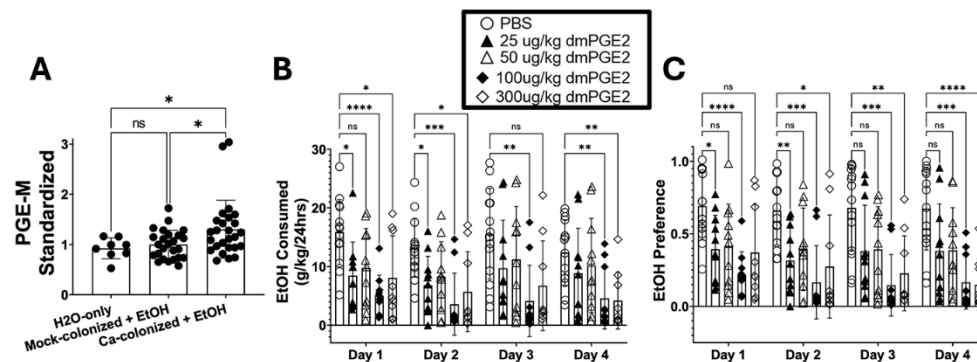 ○ PBS
▲ 25 ug/kg dmPGE2
△ 50 ug/kg dmPGE2
◆ 100ug/kg dmPGE2
◇ 300ug/kg dmPGE2
A
* 
ns *
PGE-M
Standardized
3
2
1
0
H2O-only
Mock-colonized + EtOH
Ca-colonized + EtOH
B
*
****
ns
*
*
***
ns
*
ns
**
**
**
EtOH Consumed
(g/kg/24hrs)
30
20
10
0
Day 1 Day 2 Day 3 Day 4
C
ns
****
ns
*
*
***
ns
**
**
***
ns
ns
****
***
ns
ns
EtOH Preference
1.0
0.5
0.0
Day 1 Day 2 Day 3 Day 4